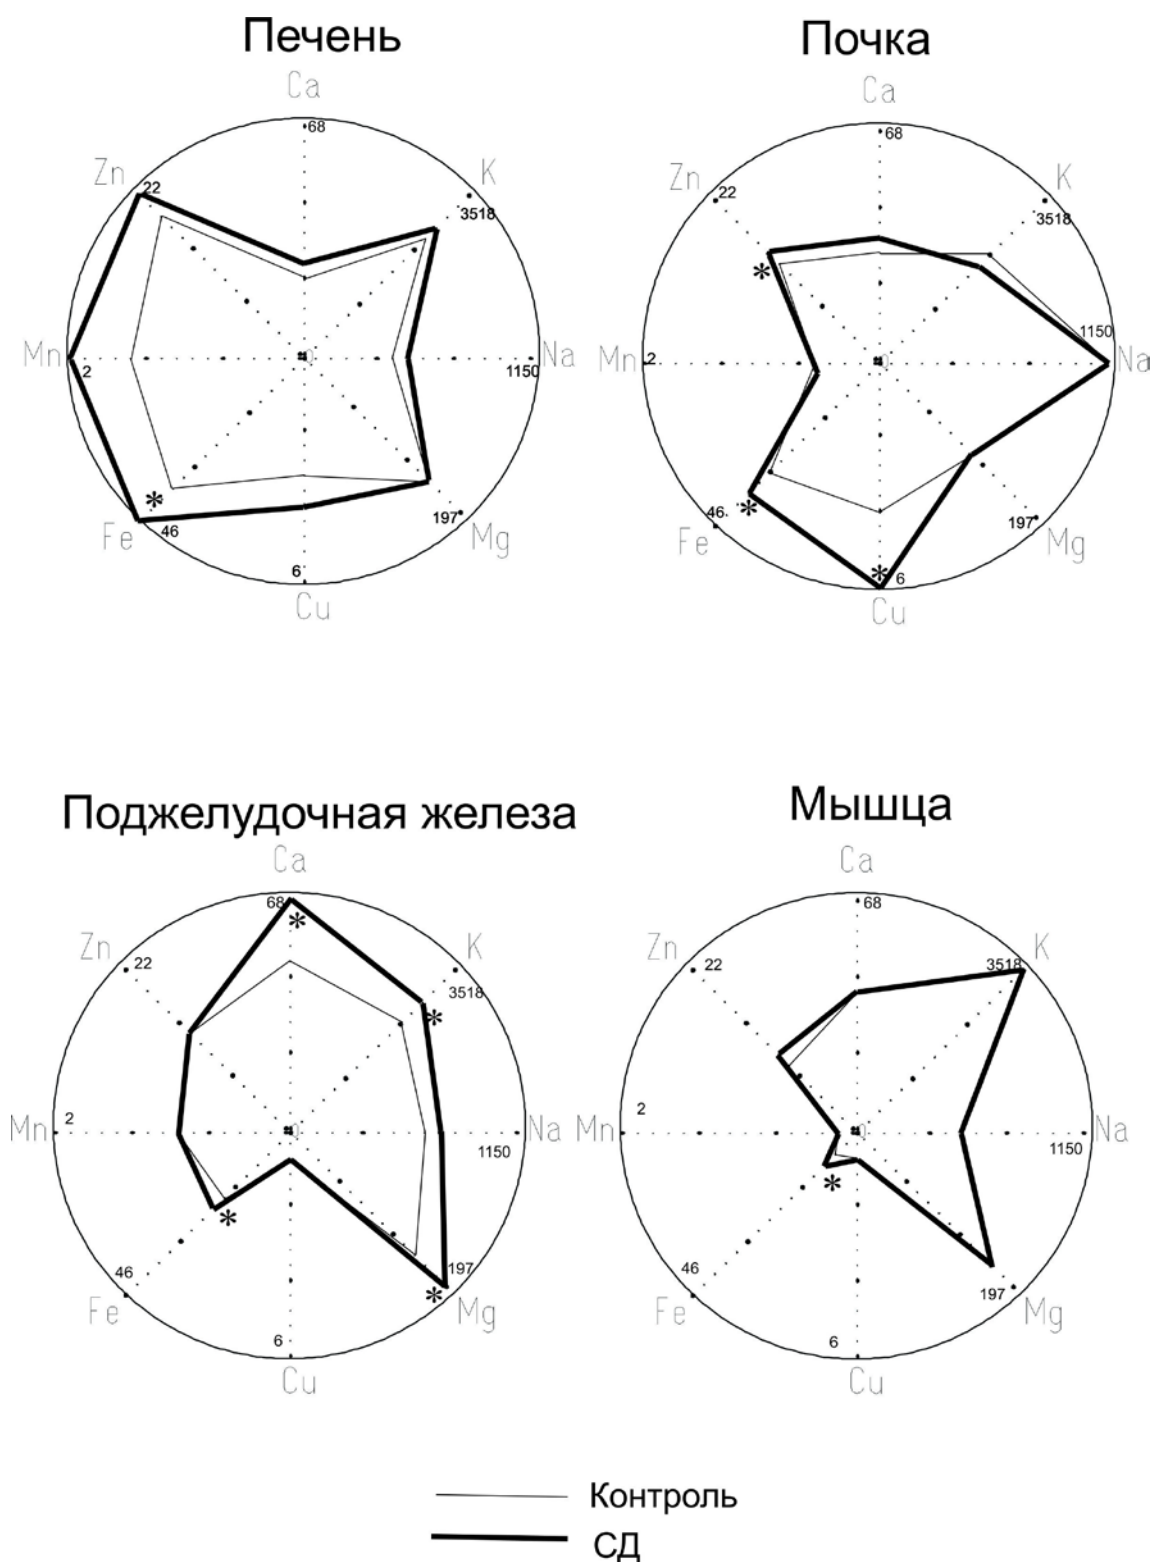 Печень
Почка
Ca
68
Zn
22
K
3518
Mn
2
Na
1150
Fe
46
*
Mg
197
6
Cu
Ca
68
Zn
22
*
K
3518
Mn
2
1150
Na
46
*
Fe
*
6
Cu
197
Mg
Поджелудочная железа
Мышца
Ca
68
*
Zn
22
K
3518
*
Mn
2
Na
1150
46
Fe
*
197
*
Mg
6
Cu
Ca
68
Zn
22
K
3518
Mn
2
Na
1150
46
Fe
*
197
Mg
6
Cu
Контроль
СД